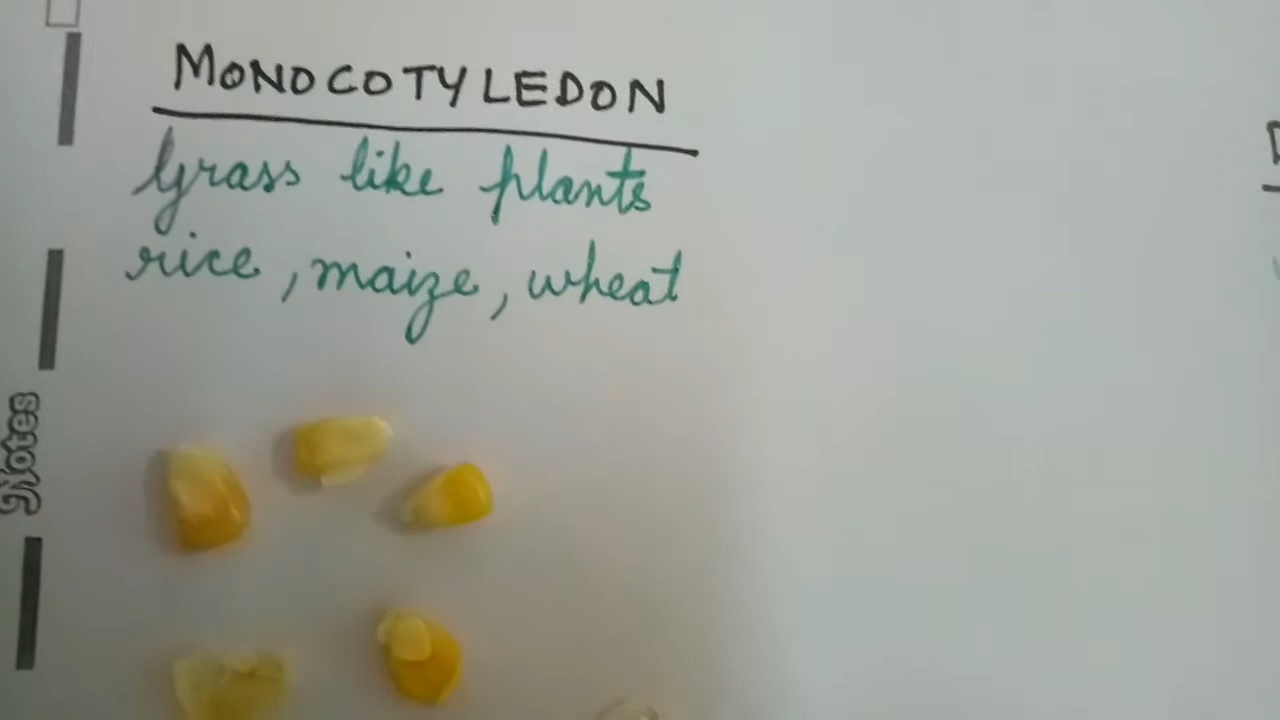 MONOCOTYLEDON
Grass like plants
rice, maize, wheat
Notes